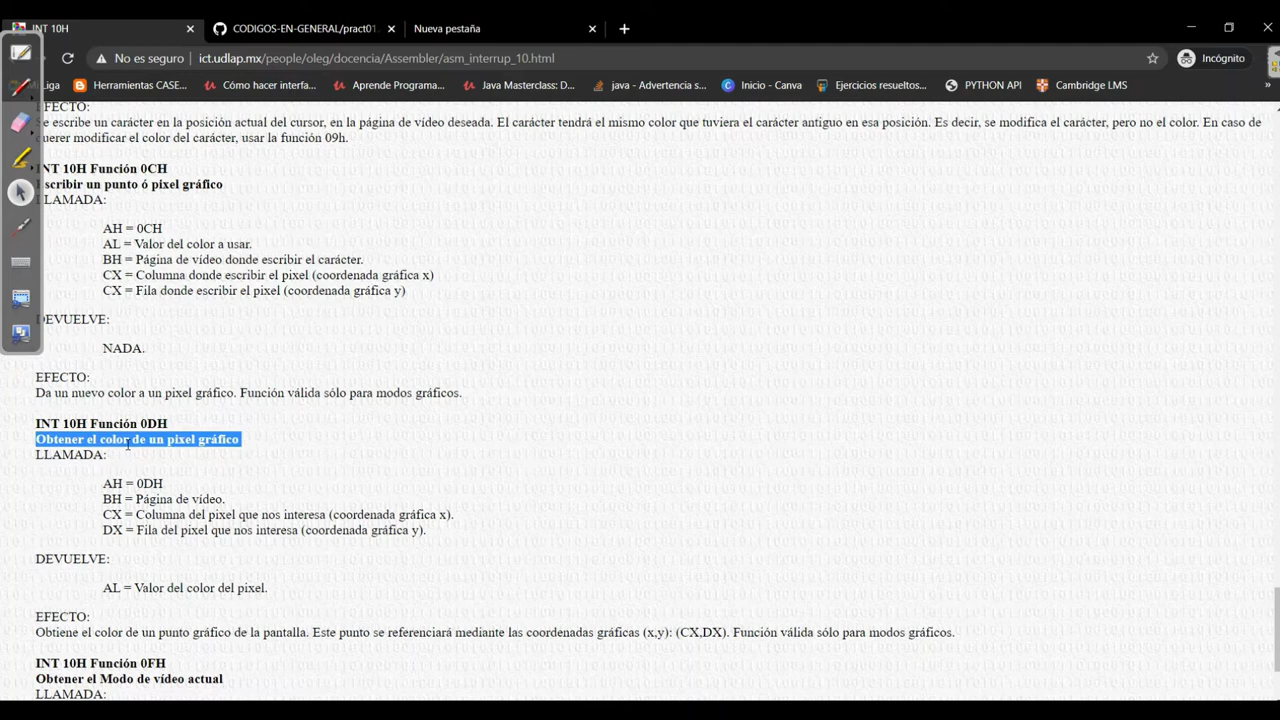 INT 10H
CODIGOS-EN-GENERAL/pract01.
Nueva pestaña
No es seguro
ict.udlap.mx/people/oleg/docencia/Assembler/asm_interrup_10.html
Incógnito
Liga
Herramientas CASE...
Cómo hacer interfa...
Aprende Programa...
Java Masterclass: D...
java - Advertencia s...
Inicio - Canva
Ejercicios resueltos...
PYTHON API
Cambridge LMS
»
EFECTO:
Se escribe un carácter en la posición actual del cursor, en la página de vídeo deseada. El carácter tendrá el mismo color que tuviera el carácter antiguo en esa posición. Es decir, se modifica el carácter, pero no el color. En caso de
querer modificar el color del carácter, usar la función 09h.
INT 10H Función 0CH
Escribir un punto ó pixel gráfico
LLAMADA:
AH = 0CH
AL = Valor del color a usar.
BH = Página de vídeo donde escribir el carácter.
CX = Columna donde escribir el pixel (coordenada gráfica x)
CX = Fila donde escribir el pixel (coordenada gráfica y)
DEVUELVE:
NADA.
EFECTO:
Da un nuevo color a un pixel gráfico. Función válida sólo para modos gráficos.
INT 10H Función 0DH
Obtener el color de un pixel gráfico
LLAMADA:
AH = 0DH
BH = Página de vídeo.
CX = Columna del pixel que nos interesa (coordenada gráfica x).
DX = Fila del pixel que nos interesa (coordenada gráfica y).
DEVUELVE:
AL = Valor del color del pixel.
EFECTO:
Obtiene el color de un punto gráfico de la pantalla. Este punto se referenciará mediante las coordenadas gráficas (x,y): (CX,DX). Función válida sólo para modos gráficos.
INT 10H Función 0FH
Obtener el Modo de vídeo actual
LLAMADA: